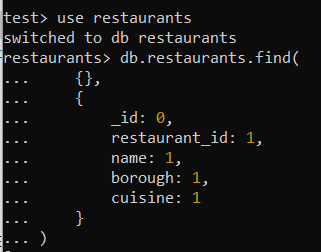 test> use restaurants
switched to db restaurants
restaurants> db.restaurants.find(
...     {},
...     {
...         _id: 0,
...         restaurant_id: 1,
...         name: 1,
...         borough: 1,
...         cuisine: 1
...     }
... )